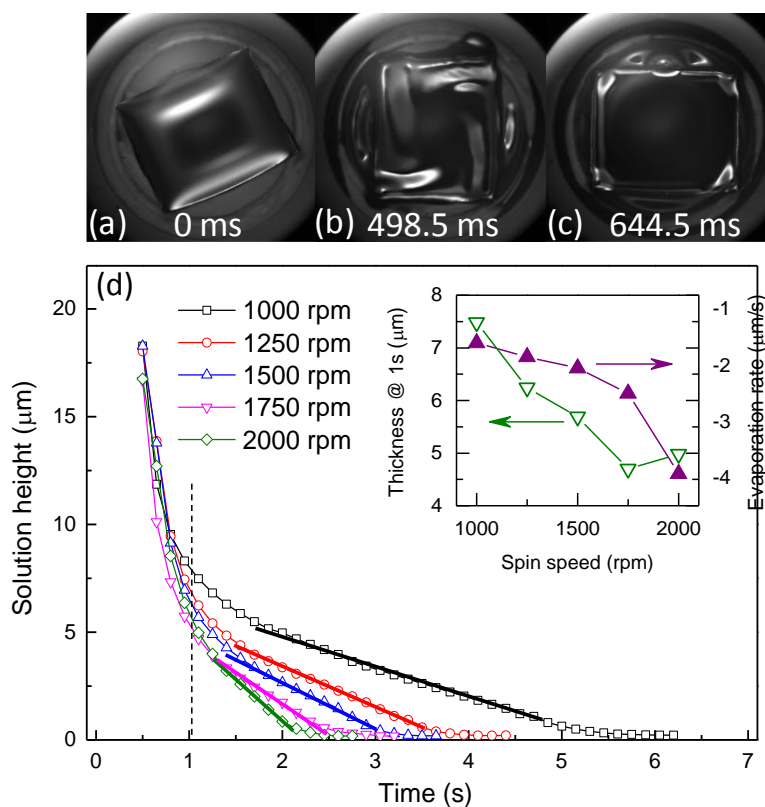 (a) 0 ms (b) 498.5 ms (c) 644.5 ms
(d)
1000 rpm
1250 rpm
1500 rpm
1750 rpm
2000 rpm
Solution height (μm)
20
15
10
5
0
0 1 2 3 4 5 6 7
Time (s)
Thickness @ 1s (μm)
8
7
6
5
4
-1
-2
-3
-4
Evaporation rate (μm/s)
1000 1500 2000
Spin speed (rpm)